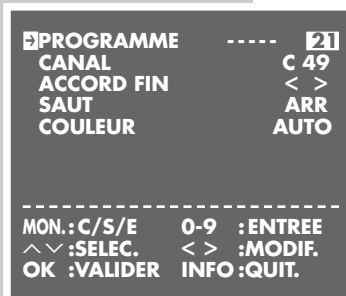 PROGRAMME ----- 21
CANAL C 49
ACCORD FIN < >
SAUT ARR
COULEUR AUTO
MON.: C/S/E 0-9 :ENTREE
:SELEC. < > :MODIF.
OK :VALIDER INFO :QUIT.